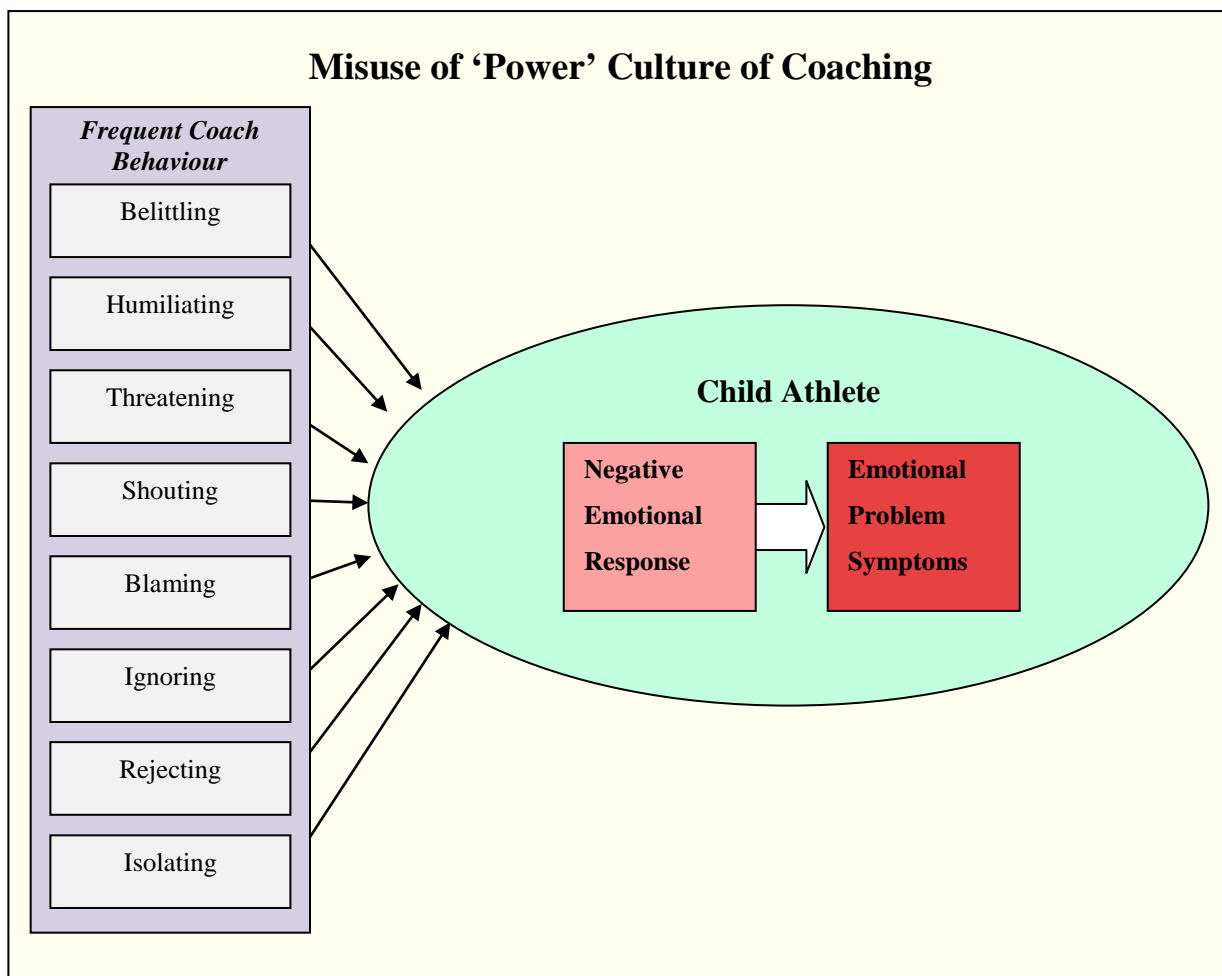 Misuse of ‘Power’ Culture of Coaching
Frequent Coach
Behaviour
Belittling
Humiliating
Threatening
Shouting
Blaming
Ignoring
Rejecting
Isolating
Child Athlete
Negative
Emotional
Response
Emotional
Problem
Symptoms